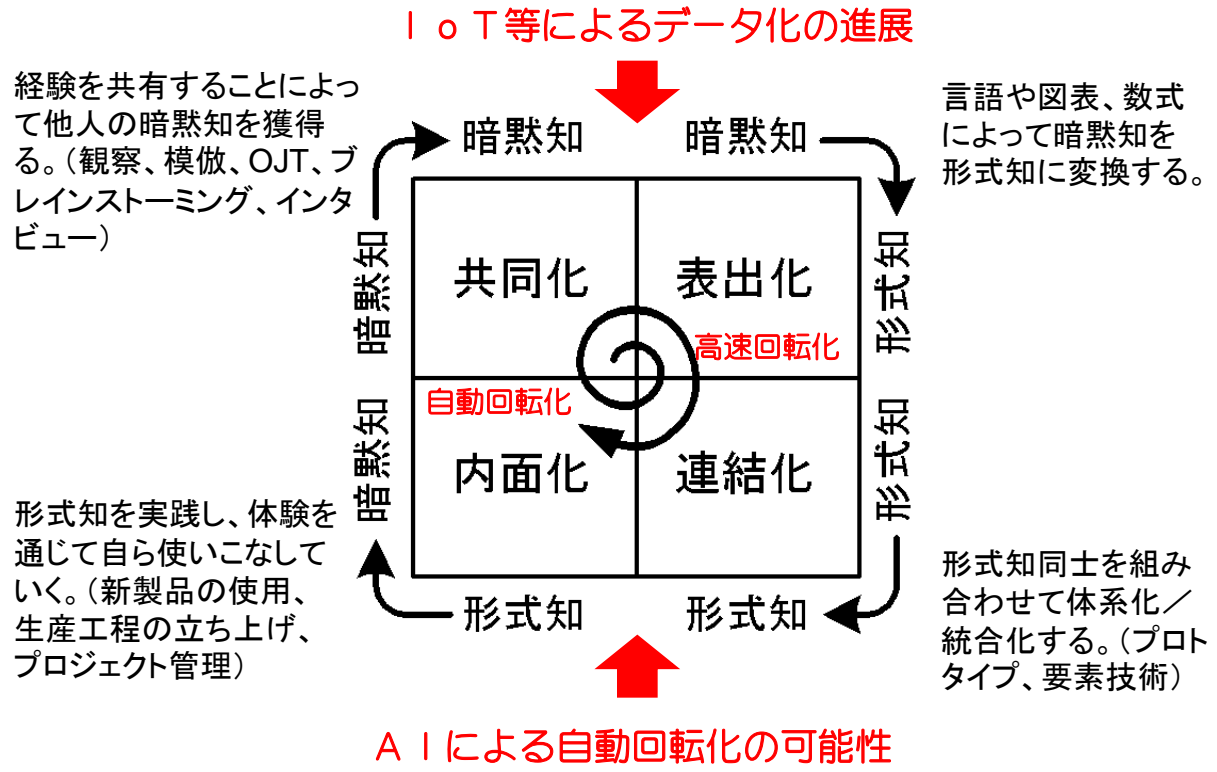 ＩｏＴ等によるデータ化の進展
経験を共有することによっ
て他人の暗黙知を獲得
る。（観察、模倣、OJT、ブ
レインストーミング、インタ
ビュー）
暗黙知
暗黙知
言語や図表、数式
によって暗黙知を
形式知に変換する。
暗黙知
共同化
表出化
形式知
高速回転化
自動回転化
暗黙知
内面化
連結化
形式知
形式知を実践し、体験を
通じて自ら使いこなして
いく。（新製品の使用、
生産工程の立ち上げ、
プロジェクト管理）
形式知
形式知
形式知同士を組み
合わせて体系化／
統合化する。（プロト
タイプ、要素技術）
ＡＩによる自動回転化の可能性